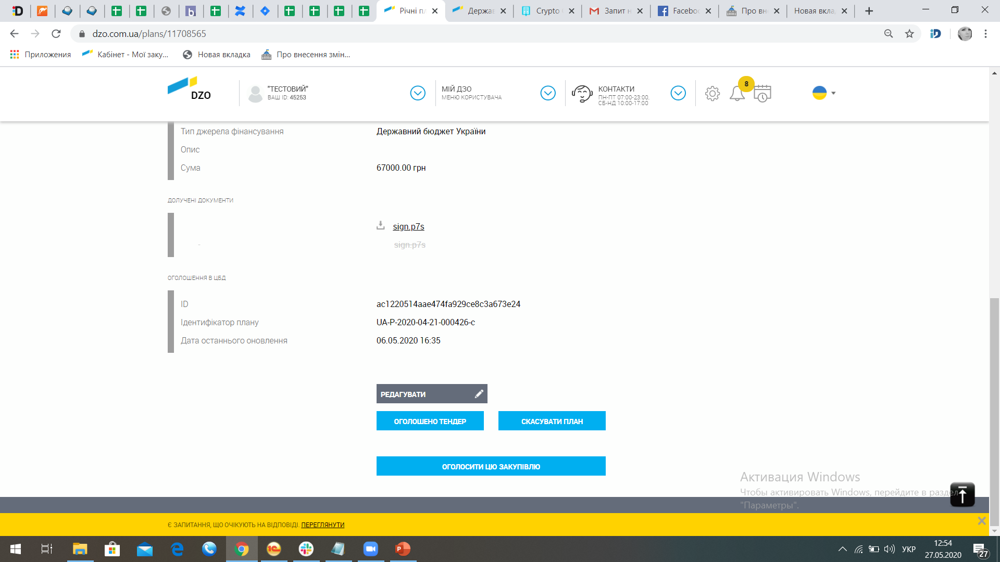 Річні пл
Держав
Crypto
Запит н
Faceboo
Про вне
Новая вкла
dzo.com.ua/plans/11708565
Приложения
Кабінет - Мої заку...
Новая вкладка
Про внесення змін...
DZO
"ТЕСТОВИЙ"
ВАШ ID: 45253
МІЙ ДЗО
МЕНЮ КОРИСТУВАЧА
КОНТАКТИ
ПН-ПТ 07:00-23:00,
СБ-НД 10:00-17:00
8
Тип джерела фінансування
Державний бюджет України
Опис
Сума
67000.00 грн
ДОЛУЧЕНІ ДОКУМЕНТИ
sign.p7s
-
sign.p7s
ОГОЛОШЕННЯ В ЦБД
ID
ac1220514aae474fa929ce8c3a673e24
Ідентифікатор плану
UA-P-2020-04-21-000426-c
Дата останнього оновлення
06.05.2020 16:35
РЕДАГУВАТИ
ОГОЛОШЕНО ТЕНДЕР
СКАСУВАТИ ПЛАН
ОГОЛОСИТИ ЦЮ ЗАКУПІВЛЮ
Активация Windows
Чтобы активировать Windows, перейдите в раздел
"Параметры".
Є ЗАПИТАННЯ, ЩО ОЧІКУЮТЬ НА ВІДПОВІДІ. ПЕРЕГЛЯНУТИ
УКР
12:54
27.05.2020
27